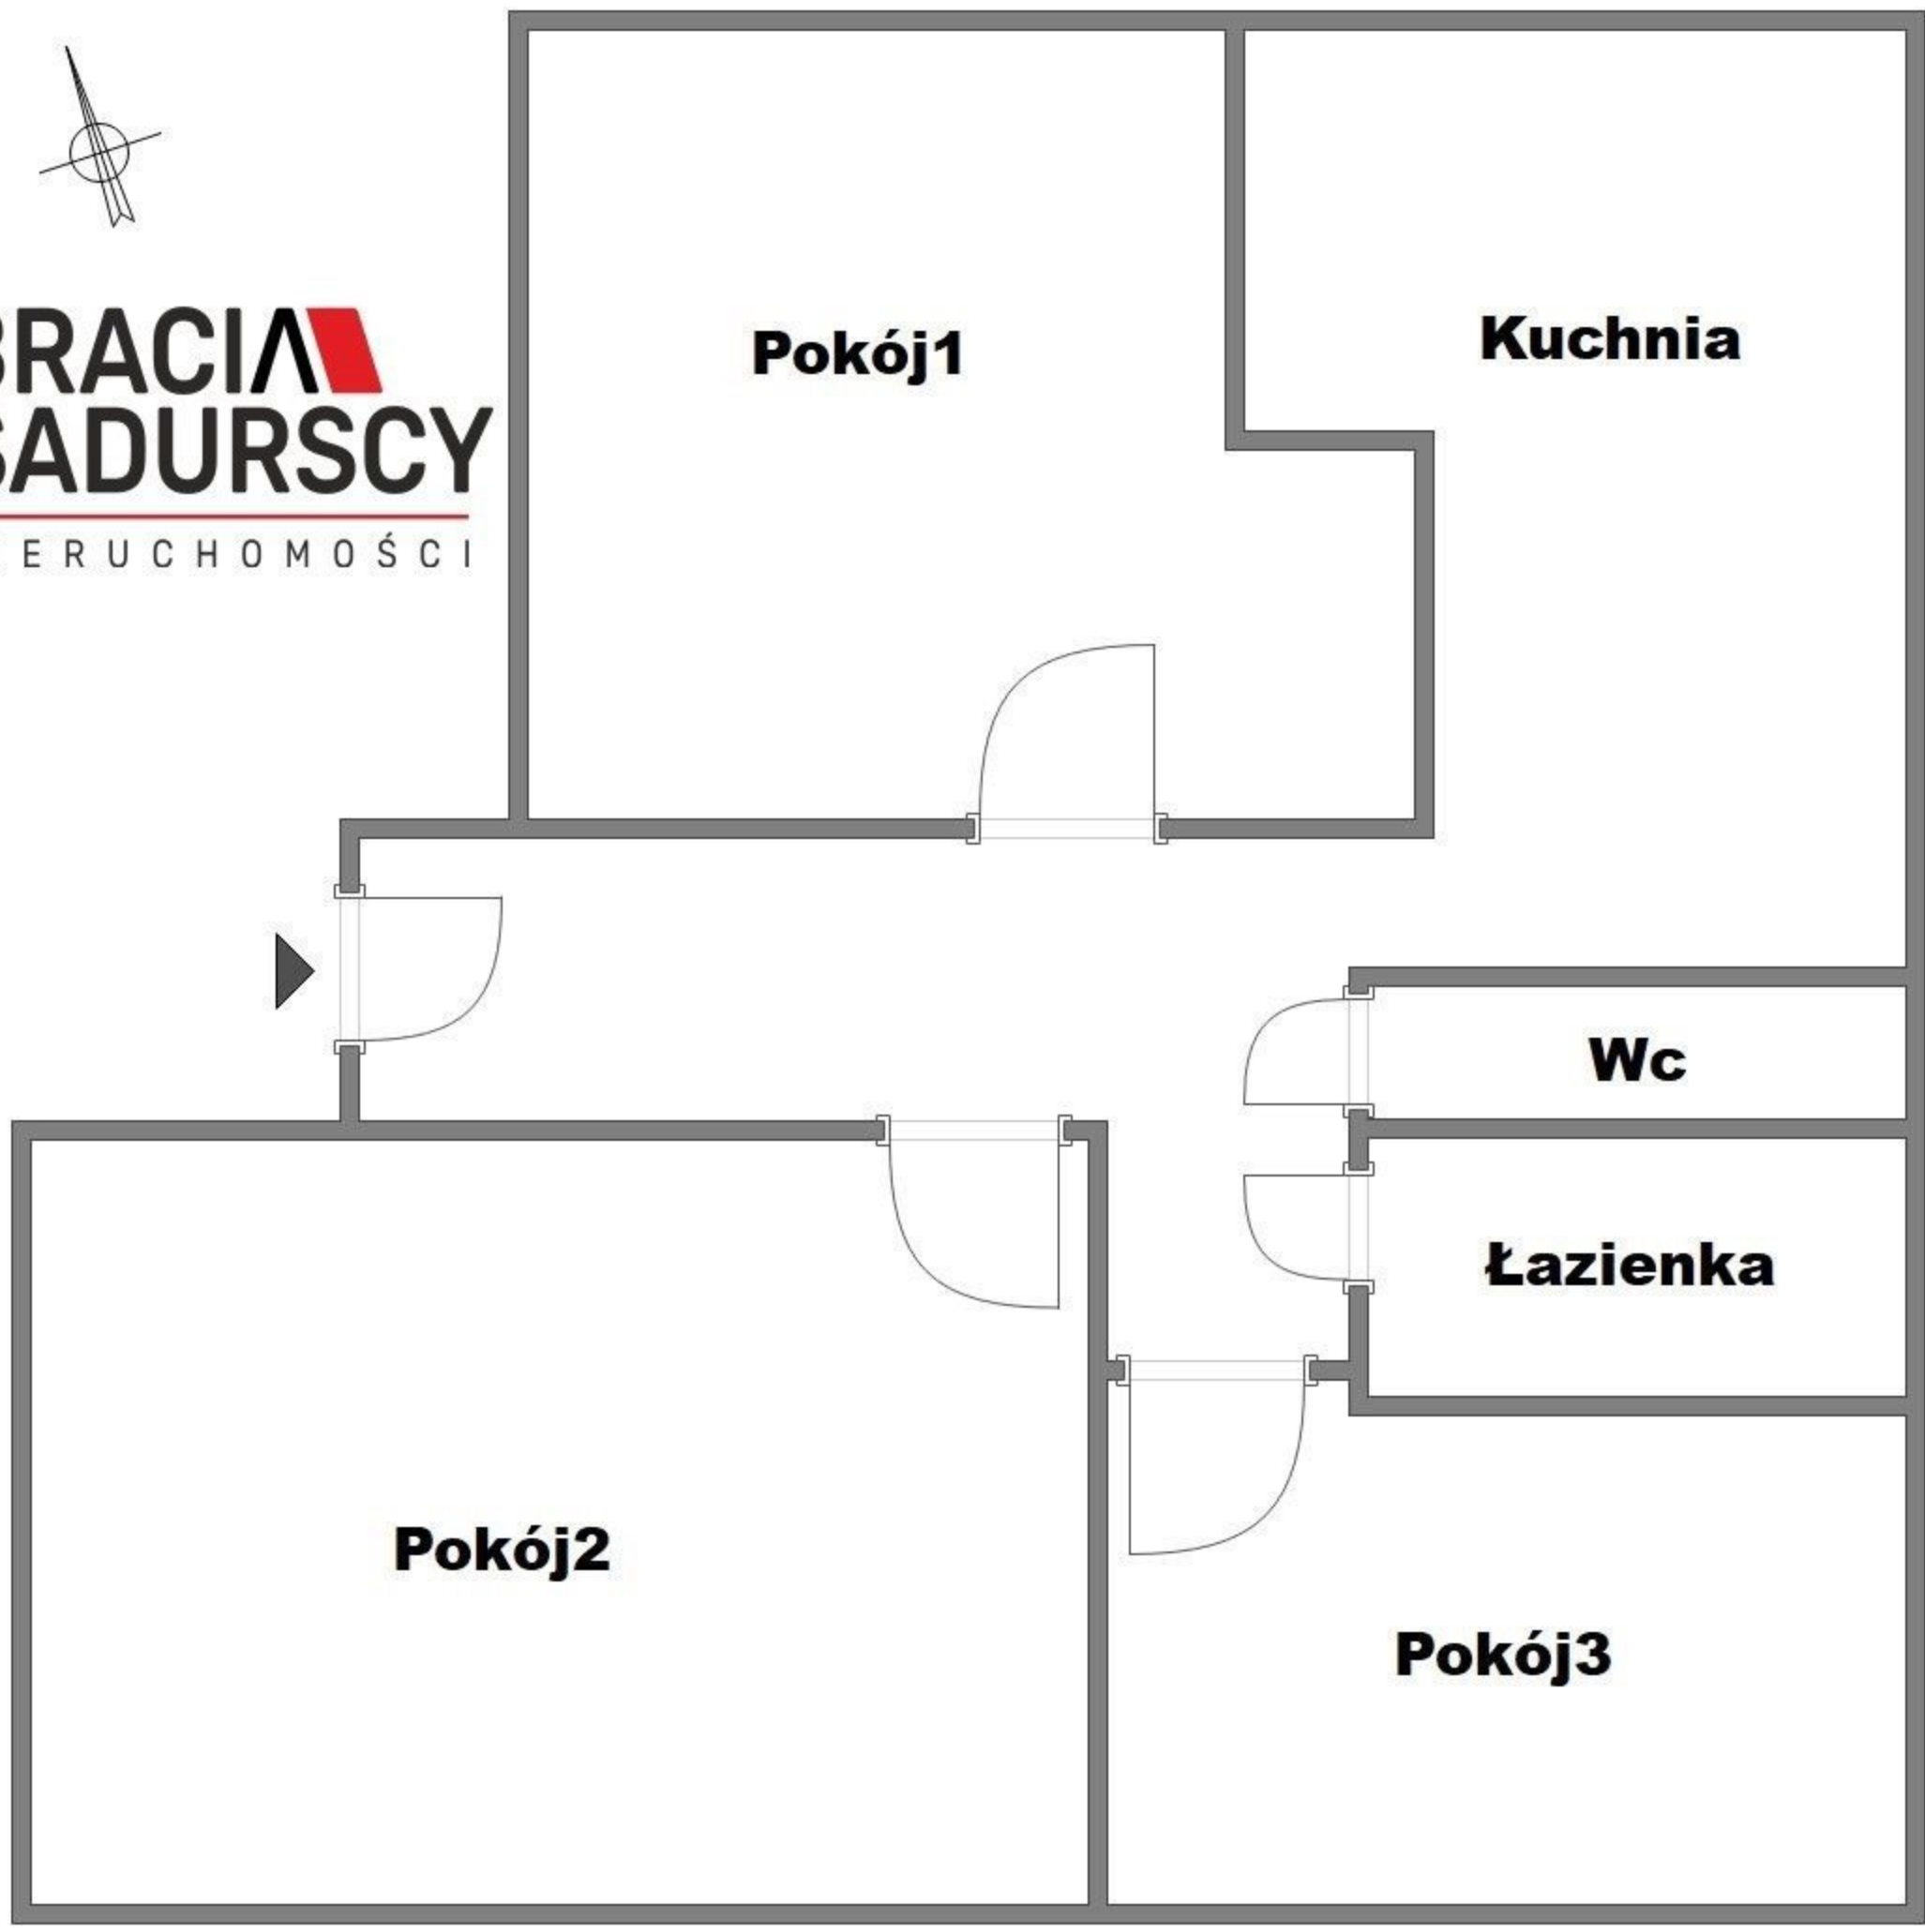 BRACIA
SADURSCY
ERUCHOMOŚCI
Pokój1
Kuchnia
Wc
Łazienka
Pokój2
Pokój3